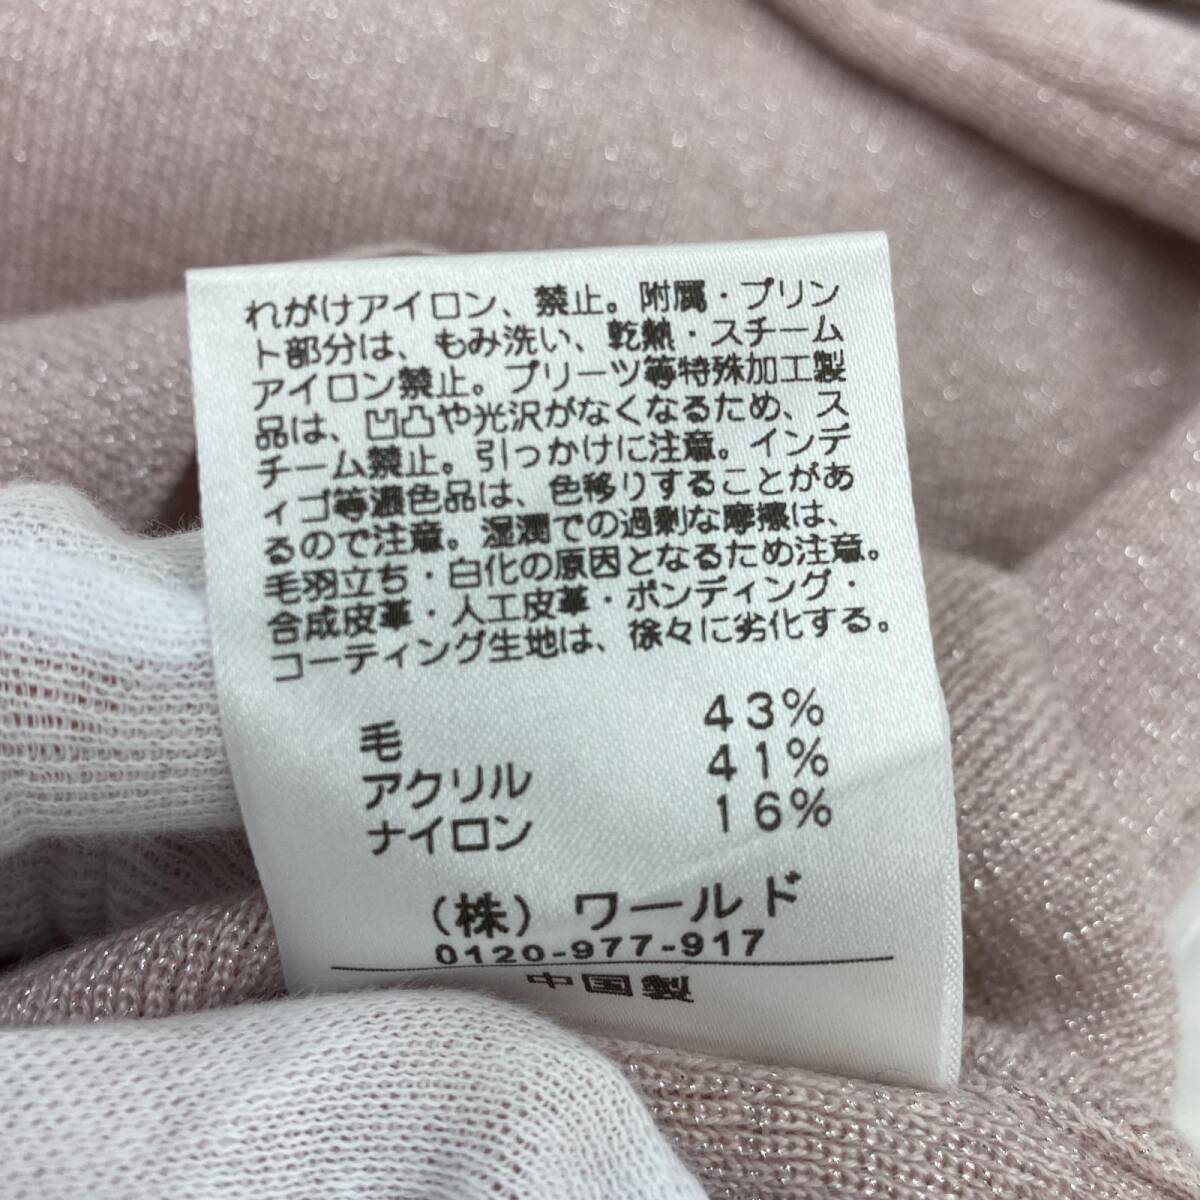 れがけアイロン、禁止。附属・プリン
ト部分は、もみ洗い、乾熱・スチーム
アイロン禁止。プリーツ等特殊加工製
品は、凹凸や光沢がなくなるため、ス
チーム禁止。引っかけに注意。インデ
ィゴ等濃色品は、色移りすることがあ
るので注意。湿潤での過剰な摩擦は、
毛羽立ち・白化の原因となるため注意。
合成皮革・人工皮革・ボンディング・
コーティング生地は、徐々に劣化する。
毛 43%
アクリル 41%
ナイロン 16%
(株) ワールド
0120-977-917
中国製